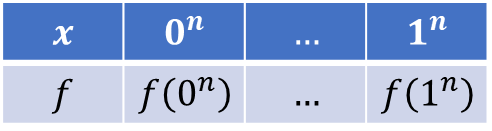 x 0ⁿ ... 1ⁿ
f f(0ⁿ) ... f(1ⁿ)